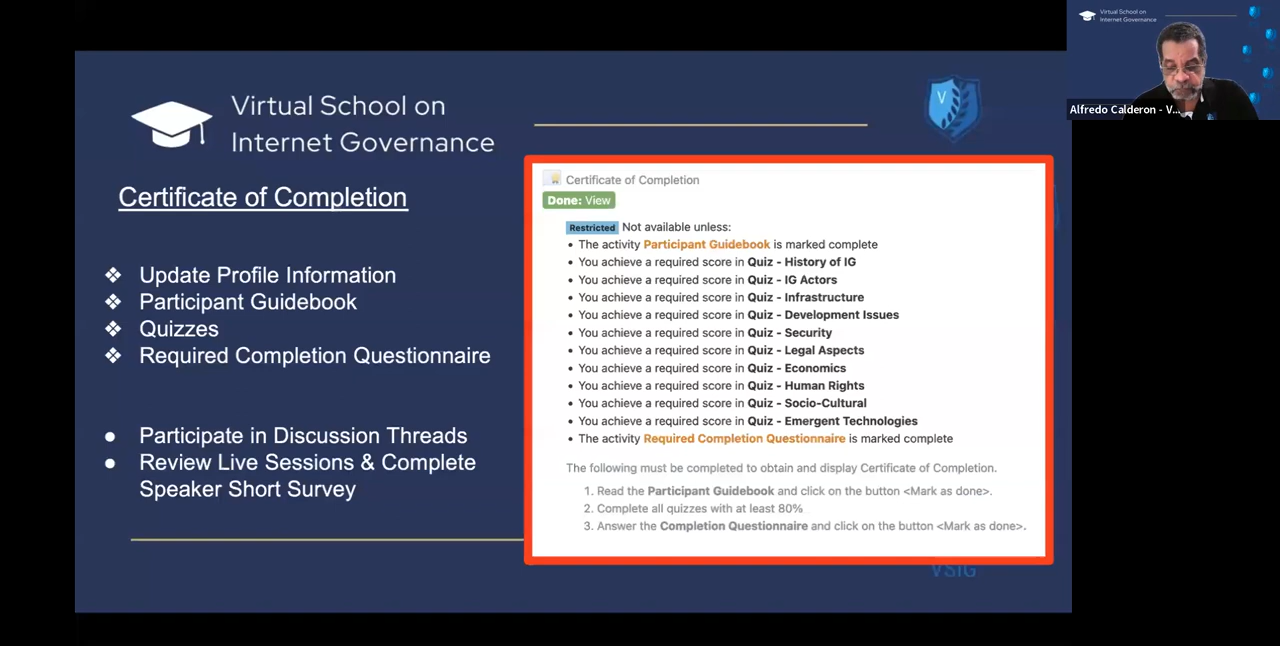 Virtual School on
Internet Governance
Certificate of Completion
❖ Update Profile Information
❖ Participant Guidebook
❖ Quizzes
❖ Required Completion Questionnaire
● Participate in Discussion Threads
● Review Live Sessions & Complete
Speaker Short Survey
V
Certificate of Completion
Done: View
Restricted Not available unless:
• The activity Participant Guidebook is marked complete
• You achieve a required score in Quiz - History of IG
• You achieve a required score in Quiz - IG Actors
• You achieve a required score in Quiz - Infrastructure
• You achieve a required score in Quiz - Development Issues
• You achieve a required score in Quiz - Security
• You achieve a required score in Quiz - Legal Aspects
• You achieve a required score in Quiz - Economics
• You achieve a required score in Quiz - Human Rights
• You achieve a required score in Quiz - Socio-Cultural
• You achieve a required score in Quiz - Emergent Technologies
• The activity Required Completion Questionnaire is marked complete
The following must be completed to obtain and display Certificate of Completion.
1. Read the Participant Guidebook and click on the button <Mark as done>.
2. Complete all quizzes with at least 80%
3. Answer the Completion Questionnaire and click on the button <Mark as done>.
VSIG
Virtual School on
Internet Governance
Alfredo Calderon - V...